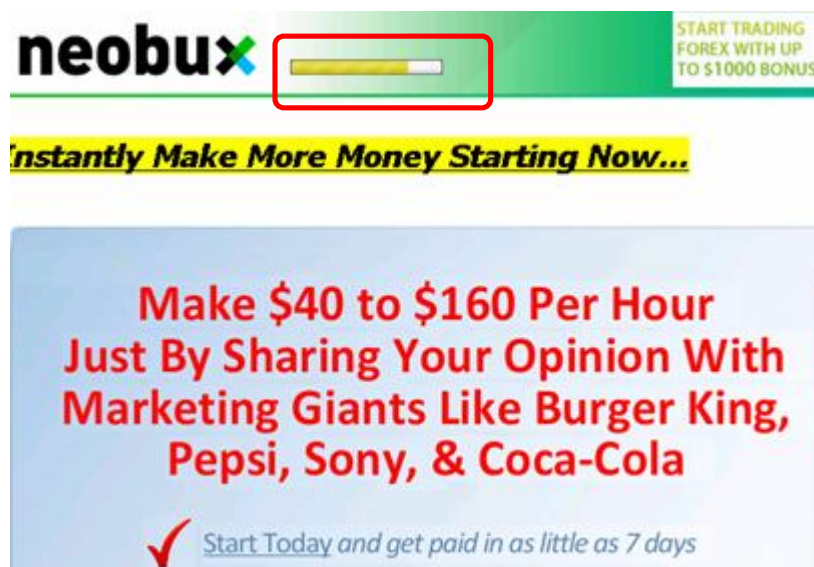 neobux
START TRADING
FOREX WITH UP
TO $1000 BONUS
Instantly Make More Money Starting Now...
Make $40 to $160 Per Hour
Just By Sharing Your Opinion With
Marketing Giants Like Burger King,
Pepsi, Sony, & Coca-Cola
Start Today and get paid in as little as 7 days